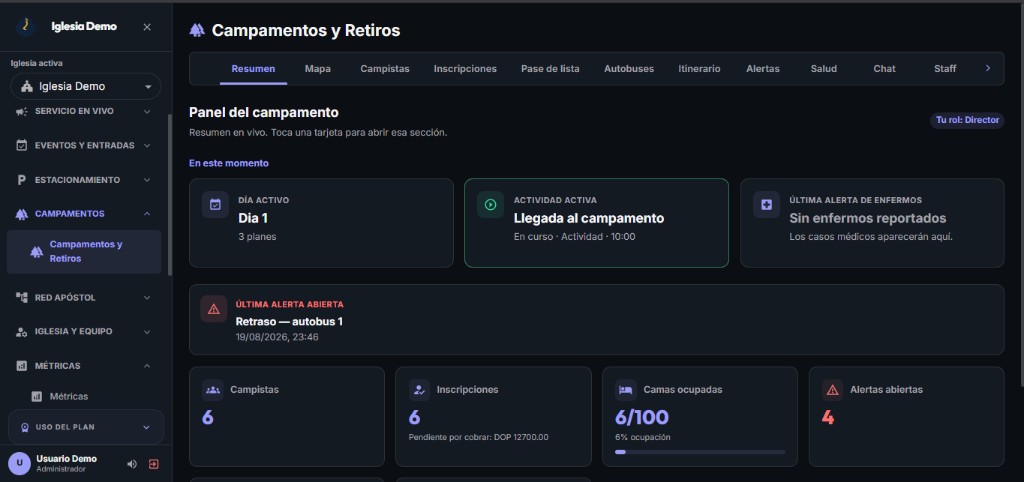 Iglesia Demo
Iglesia activa
Iglesia Demo
SERVICIO EN VIVO
EVENTOS Y ENTRADAS
P ESTACIONAMIENTO
CAMPAMENTOS
Campamentos y
Retiros
RED APÓSTOL
IGLESIA Y EQUIPO
MÉTRICAS
Métricas
USO DEL PLAN
U
Usuario Demo
Administrador
Campamentos y Retiros
Resumen Mapa Campistas Inscripciones Pase de lista Autobuses Itinerario Alertas Salud Chat Staff
Panel del campamento
Resumen en vivo. Toca una tarjeta para abrir esa sección.
Tu rol: Director
En este momento
DÍA ACTIVO
Dia 1
3 planes
ACTIVIDAD ACTIVA
Llegada al campamento
En curso · Actividad · 10:00
ÚLTIMA ALERTA DE ENFERMOS
Sin enfermos reportados
Los casos médicos aparecerán aquí.
ÚLTIMA ALERTA ABIERTA
Retraso — autobus 1
19/08/2026, 23:46
Campistas
6
Inscripciones
6
Pendiente por cobrar: DOP 12700.00
Camas ocupadas
6/100
6% ocupación
Alertas abiertas
4